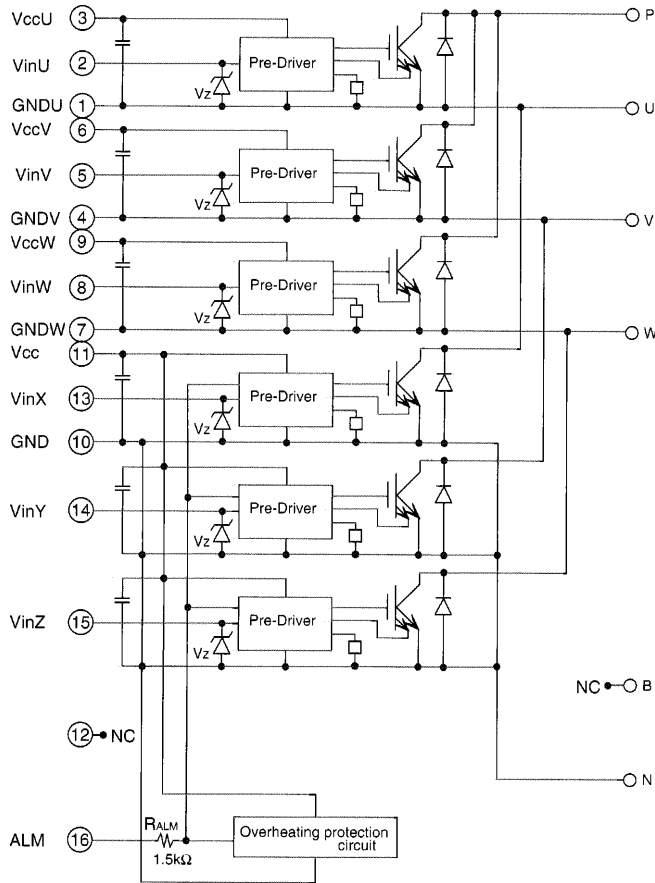 VccU 3 P
VinU 2 Pre-Driver
Vz
GNDU 1 U
VccV 6
VinV 5 Pre-Driver
Vz
GNDV 4 V
VccW 9
VinW 8 Pre-Driver
Vz
GNDW 7 W
Vcc 11
VinX 13 Pre-Driver
Vz
GND 10
VinY 14 Pre-Driver
Vz
VinZ 15 Pre-Driver
Vz
NC B
12 NC
N
RALM
ALM 16 Overheating protection
circuit
1.5kΩ